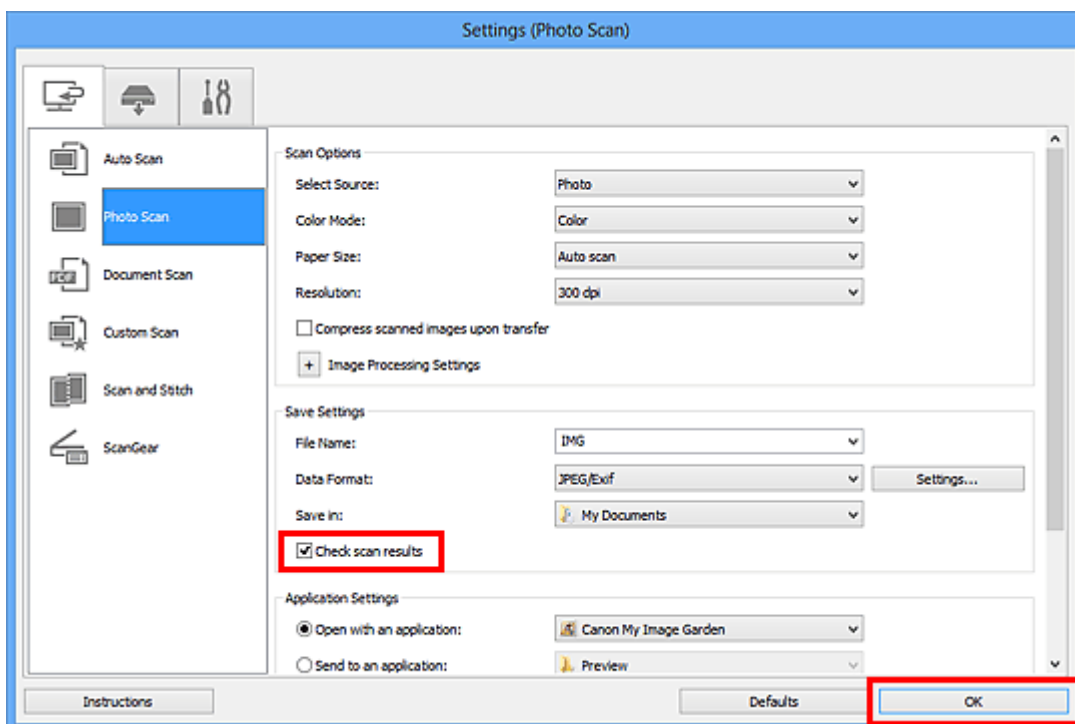 Settings (Photo Scan)
Auto Scan
Photo Scan
Document Scan
Custom Scan
Scan and Stitch
ScanGear
Scan Options
Select Source: Photo
Color Mode: Color
Paper Size: Auto scan
Resolution: 300 dpi
Compress scanned images upon transfer
+ Image Processing Settings
Save Settings
File Name: IMG
Data Format: JPEG/Exif Settings...
Save in: My Documents
Check scan results
Application Settings
Open with an application: Canon My Image Garden
Send to an application: Preview
Instructions Defaults OK